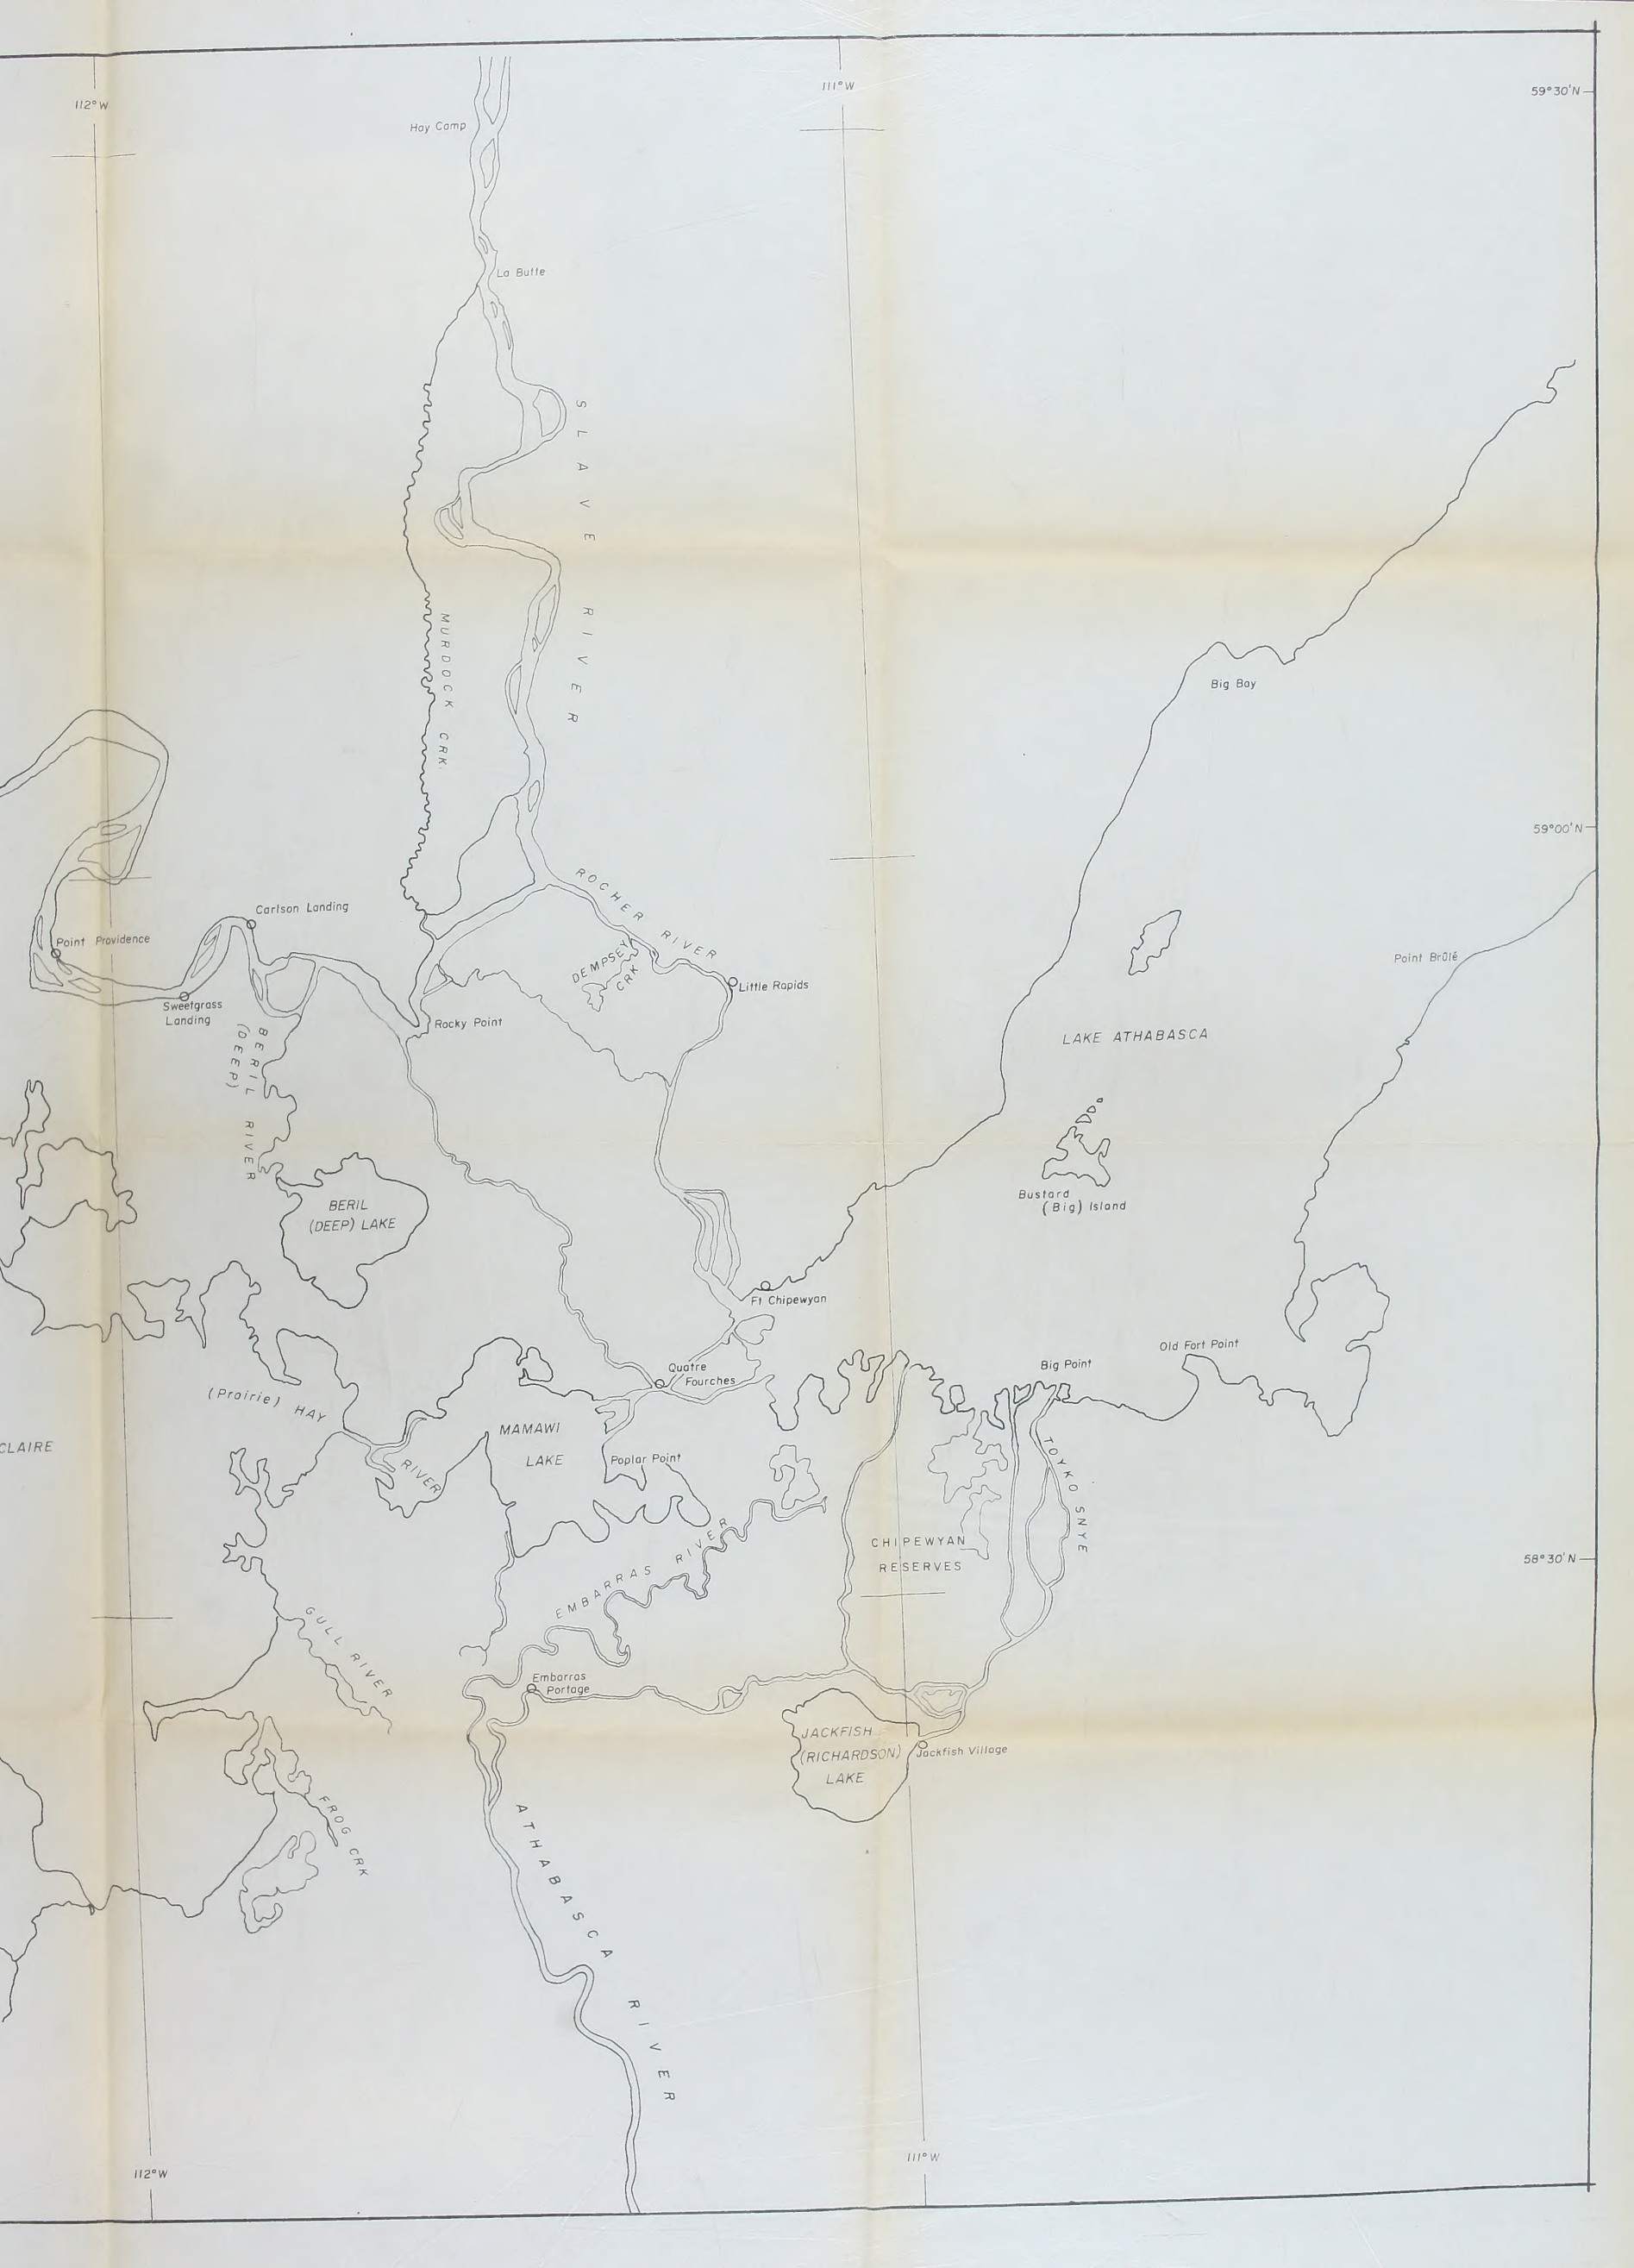 112°W
111°W
59°30'N
Hay Camp
La Butte
SLAVE RIVER
MURDOCK CRK.
Big Bay
59°00'N
ROCHER RIVER
Carlson Landing
Point Providence
DEMPSEY
CRK
Little Rapids
Point Brûlé
Sweetgrass
Landing
Rocky Point
LAKE ATHABASCA
BERIL RIVER
(DEEP)
BERIL
(DEEP) LAKE
Bustard
(Big) Island
Ft Chipewyan
Old Fort Point
Big Point
Quatre
Fourches
(Prairie) HAY
RIVER
MAMAWI
LAKE
CLAIRE
Poplar Point
TOYKO SNYE
CHIPEWYAN
RESERVES
58°30'N
EMBARRAS RIVER
GULL RIVER
Embarras
Portage
JACKFISH
(RICHARDSON)
LAKE
Jackfish Village
FROG CRK
ATHABASCA RIVER
112°W
111°W